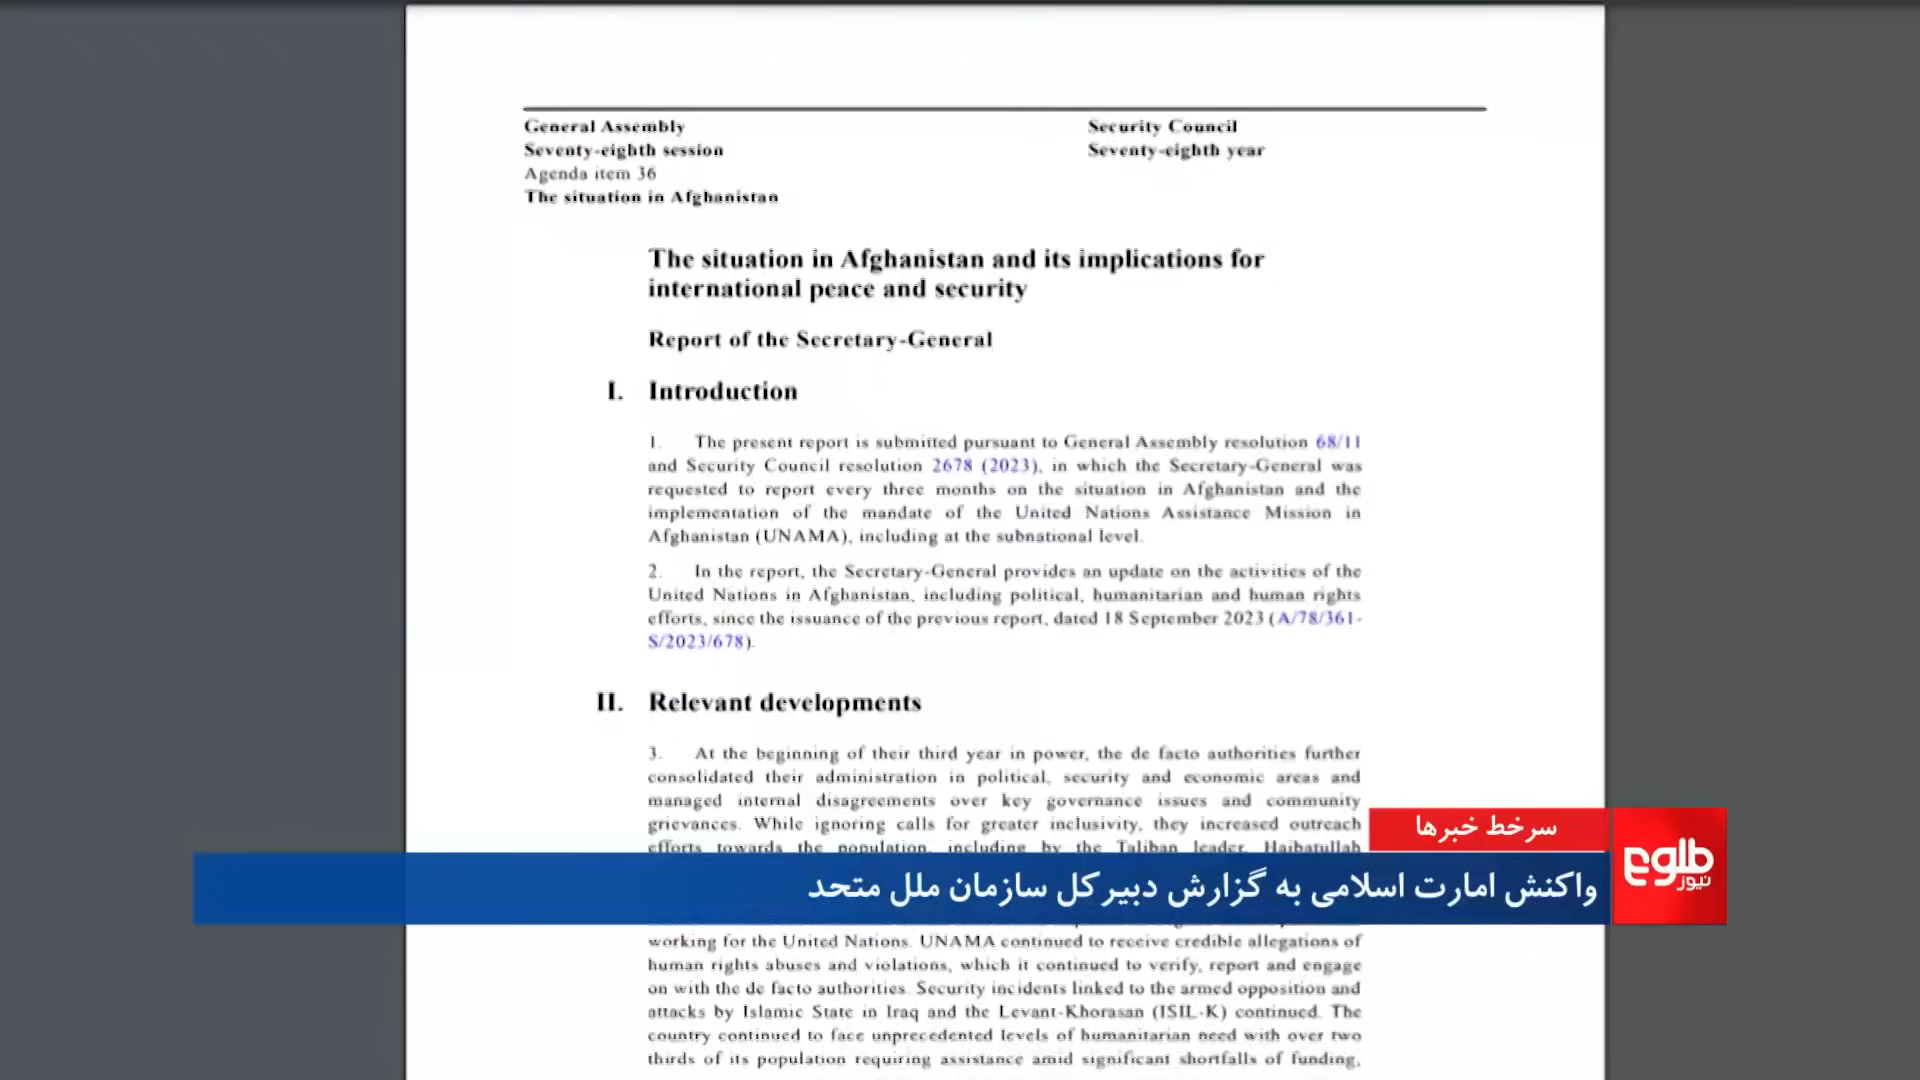 General Assembly
Seventy-eighth session
Agenda item 36
The situation in Afghanistan
Security Council
Seventy-eighth year
The situation in Afghanistan and its implications for
international peace and security
Report of the Secretary-General
I. Introduction
1. The present report is submitted pursuant to General Assembly resolution 68/11
and Security Council resolution 2678 (2023), in which the Secretary-General was
requested to report every three months on the situation in Afghanistan and the
implementation of the mandate of the United Nations Assistance Mission in
Afghanistan (UNAMA), including at the subnational level.
2. In the report, the Secretary-General provides an update on the activities of the
United Nations in Afghanistan, including political, humanitarian and human rights
efforts, since the issuance of the previous report, dated 18 September 2023 (A/78/361-
S/2023/678).
II. Relevant developments
3. At the beginning of their third year in power, the de facto authorities further
consolidated their administration in political, security and economic areas and
managed internal disagreements over key governance issues and community
grievances. While ignoring calls for greater inclusivity, they increased outreach
efforts towards the population, including by the Taliban leader, Haibatullah
سرخط خبرها
طلوع
نیوز
واکنش امارت اسلامی به گزارش دبیرکل سازمان ملل متحد
working for the United Nations. UNAMA continued to receive credible allegations of
human rights abuses and violations, which it continued to verify, report and engage
on with the de facto authorities. Security incidents linked to the armed opposition and
attacks by Islamic State in Iraq and the Levant-Khorasan (ISIL-K) continued. The
country continued to face unprecedented levels of humanitarian need with over two
thirds of its population requiring assistance amid significant shortfalls of funding,